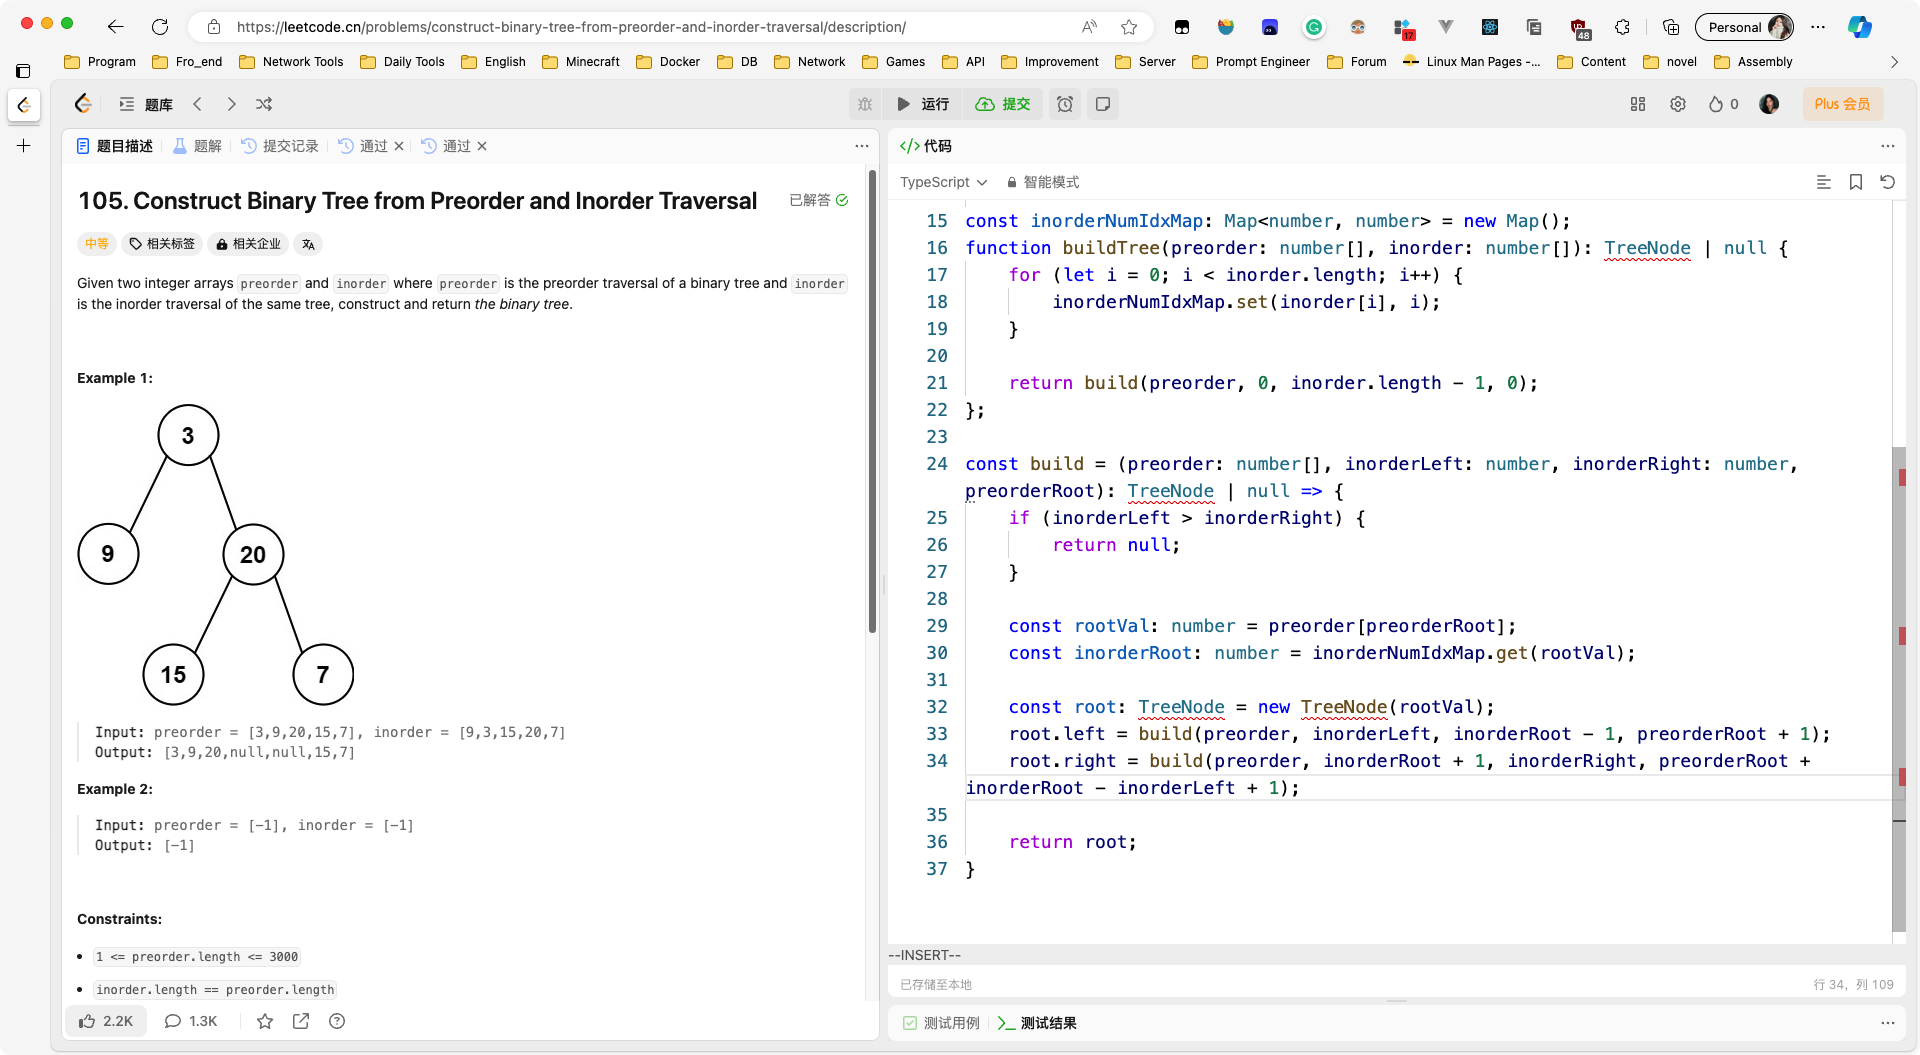 https://leetcode.cn/problems/construct-binary-tree-from-preorder-and-inorder-traversal/description/
17
48
Personal
Program
Fro_end
Network Tools
Daily Tools
English
Minecraft
Docker
DB
Network
Games
API
Improvement
Server
Prompt Engineer
Forum
Linux Man Pages -...
Content
novel
Assembly
题库
运行
提交
0
Plus 会员
题目描述
题解
提交记录
通过
通过
105. Construct Binary Tree from Preorder and Inorder Traversal
已解答
中等
相关标签
相关企业
Given two integer arrays preorder and inorder where preorder is the preorder traversal of a binary tree and inorder
is the inorder traversal of the same tree, construct and return the binary tree.
Example 1:
3
9
20
15
7
Input: preorder = [3,9,20,15,7], inorder = [9,3,15,20,7]
Output: [3,9,20,null,null,15,7]
Example 2:
Input: preorder = [-1], inorder = [-1]
Output: [-1]
Constraints:
1 <= preorder.length <= 3000
inorder.length == preorder.length
2.2K
1.3K
</> 代码
TypeScript
智能模式
15 const inorderNumIdxMap: Map<number, number> = new Map();
16 function buildTree(preorder: number[], inorder: number[]): TreeNode | null {
17 for (let i = 0; i < inorder.length; i++) {
18 inorderNumIdxMap.set(inorder[i], i);
19 }
20
21 return build(preorder, 0, inorder.length - 1, 0);
22 };
23
24 const build = (preorder: number[], inorderLeft: number, inorderRight: number,
preorderRoot): TreeNode | null => {
25 if (inorderLeft > inorderRight) {
26 return null;
27 }
28
29 const rootVal: number = preorder[preorderRoot];
30 const inorderRoot: number = inorderNumIdxMap.get(rootVal);
31
32 const root: TreeNode = new TreeNode(rootVal);
33 root.left = build(preorder, inorderLeft, inorderRoot - 1, preorderRoot + 1);
34 root.right = build(preorder, inorderRoot + 1, inorderRight, preorderRoot +
inorderRoot - inorderLeft + 1);
35
36 return root;
37 }
--INSERT--
已存储至本地
行 34, 列 109
测试用例
测试结果